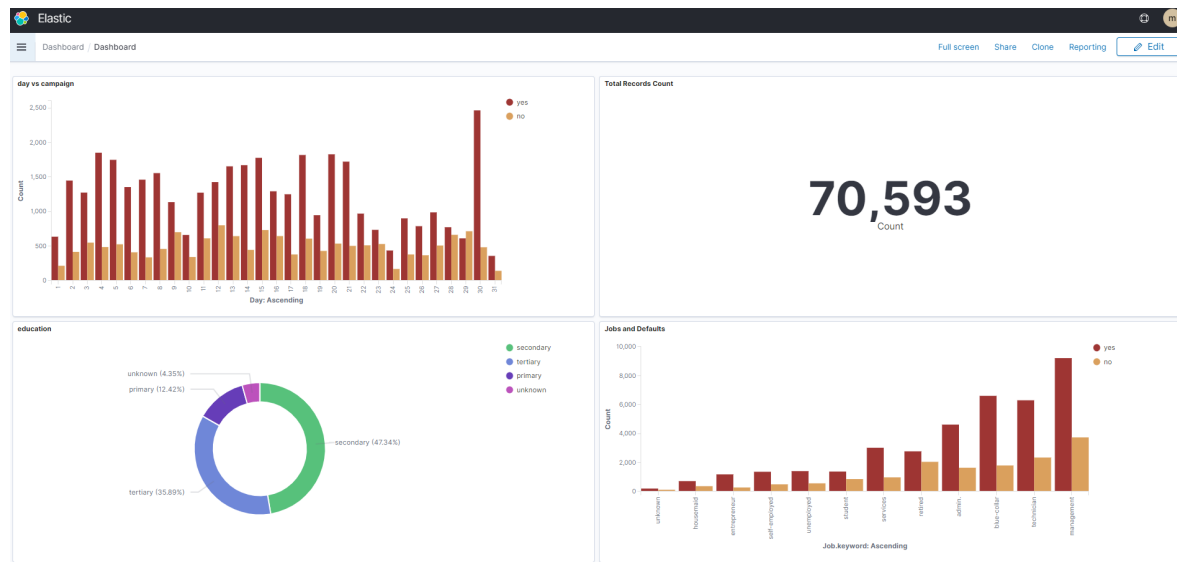 Elastic
m
Dashboard / Dashboard
Full screen Share Clone Reporting Edit
day vs campaign
yes
no
2,500
2,000
1,500
1,000
500
0
Count
1 2 3 4 5 6 7 8 9 10 11 12 13 14 15 16 17 18 19 20 21 22 23 24 25 26 27 28 29 30 31
Day: Ascending
Total Records Count
70,593
Count
education
secondary
tertiary
primary
unknown
unknown (4.35%)
primary (12.42%)
secondary (47.34%)
tertiary (35.89%)
Jobs and Defaults
yes
no
10,000
8,000
6,000
4,000
2,000
0
Count
unknown
housemaid
entrepreneur
self-employed
unemployed
student
services
retired
admin.
blue-collar
technician
management
Job.keyword: Ascending